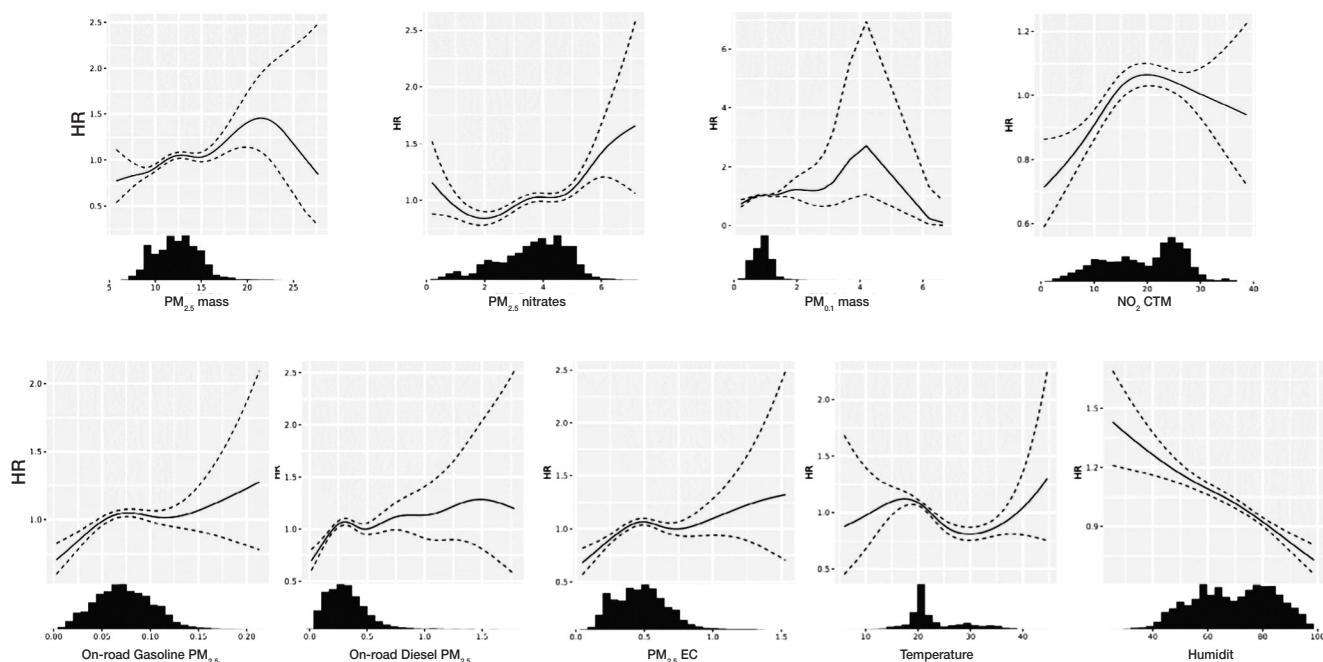 2.5
2.0
1.5
1.0
0.5
HR
5 10 15 20 25
PM2.5 mass
2.5
2.0
1.5
1.0
HR
0 2 4 6
PM2.5 nitrates
6
4
2
0
HR
0 2 4 6
PM0.1 mass
1.2
1.0
0.8
0.6
HR
0 10 20 30 40
NO2 CTM
2.0
1.5
1.0
HR
0.00 0.05 0.10 0.15 0.20
On-road Gasoline PM2.5
2.5
2.0
1.5
1.0
0.5
HR
0.0 0.5 1.0 1.5
On-road Diesel PM2.5
2.5
2.0
1.5
1.0
0.5
HR
0.0 0.5 1.0 1.5
PM2.5 EC
2.0
1.5
1.0
0.5
HR
10 20 30 40
Temperature
1.5
1.2
0.9
HR
40 60 80 100
Humidit